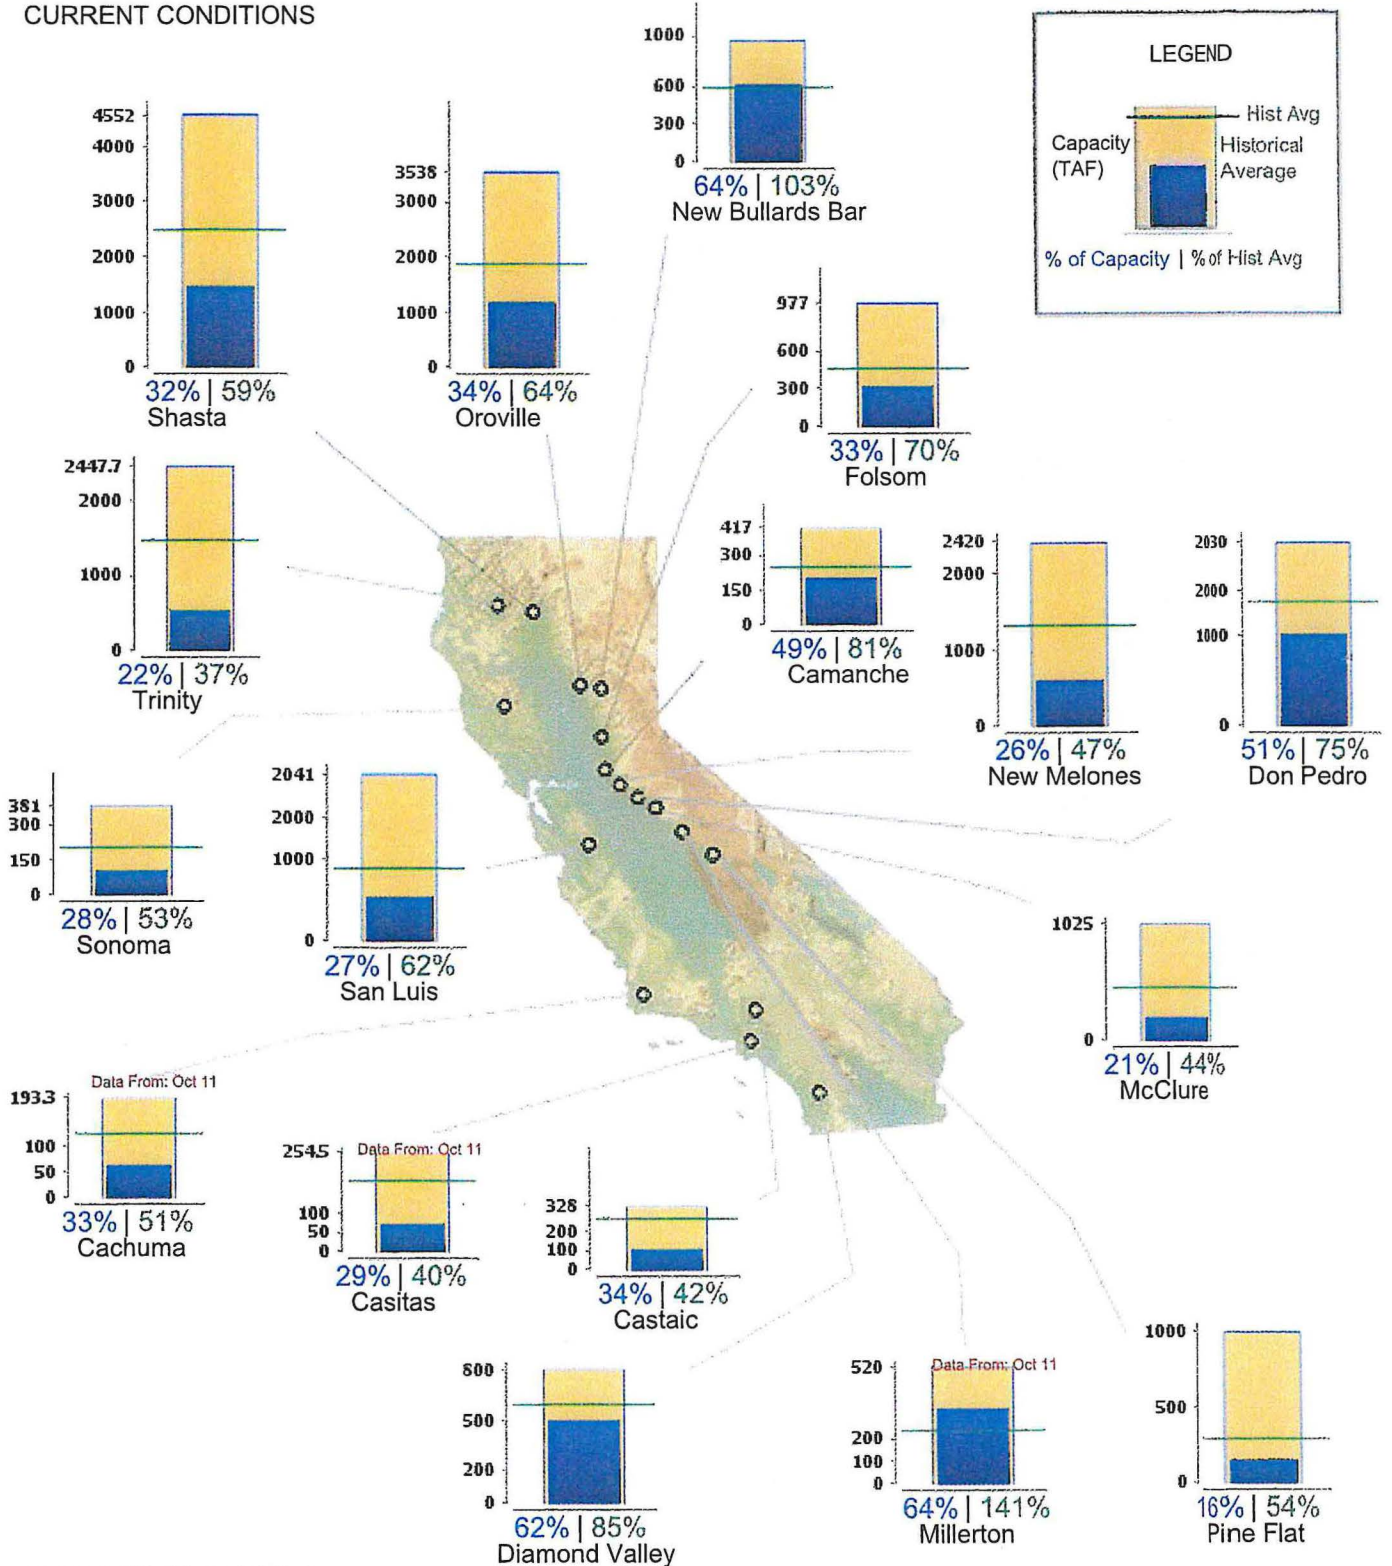 CURRENT CONDITIONS
1000
600
300
0
64% | 103%
New Bullards Bar
LEGEND
Hist Avg
Capacity
(TAF)
Historical
Average
% of Capacity | % of Hist Avg
4552
4000
3000
2000
1000
0
32% | 59%
Shasta
3538
3000
2000
1000
0
34% | 64%
Oroville
977
600
300
0
33% | 70%
Folsom
2447.7
2000
1000
0
22% | 37%
Trinity
417
300
150
0
49% | 81%
Camanche
2420
2000
1000
0
26% | 47%
New Melones
2030
2000
1000
0
51% | 75%
Don Pedro
381
300
150
0
28% | 53%
Sonoma
2041
2000
1000
0
27% | 62%
San Luis
1025
0
21% | 44%
McClure
Data From: Oct 11
193.3
100
50
0
33% | 51%
Cachuma
Data From: Oct 11
254.5
100
50
0
29% | 40%
Casitas
328
200
100
0
34% | 42%
Castaic
800
500
200
0
62% | 85%
Diamond Valley
Data From: Oct 11
520
200
100
0
64% | 141%
Millerton
1000
500
0
16% | 54%
Pine Flat